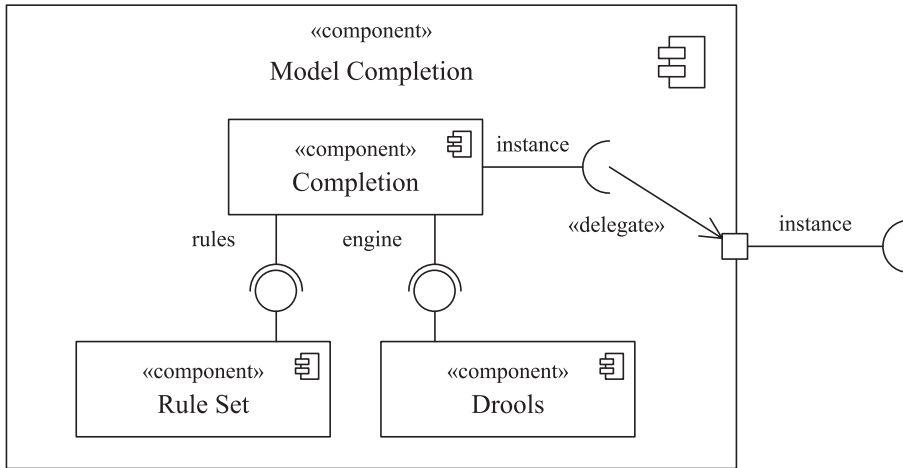 «component»
Model Completion
«component»
Completion
instance
«delegate»
instance
rules
engine
«component»
Rule Set
«component»
Drools